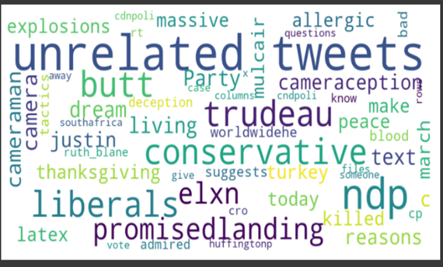 cdnpoli
explosions massive allergic bad
rt questions
unrelated tweets
mulcair
cameraman camera tactics away butt Party x cameraception rows
case
columns cndpoli know
dream deception trudeau make
southafrica living worldwidehe peace
justin conservative blood march
ruth_blane text
thanksgiving give suggests turkey files
someone
liberals elxn today ndp c
cro killed cp
latex promisedlanding reasons
vote admired huffingtonp